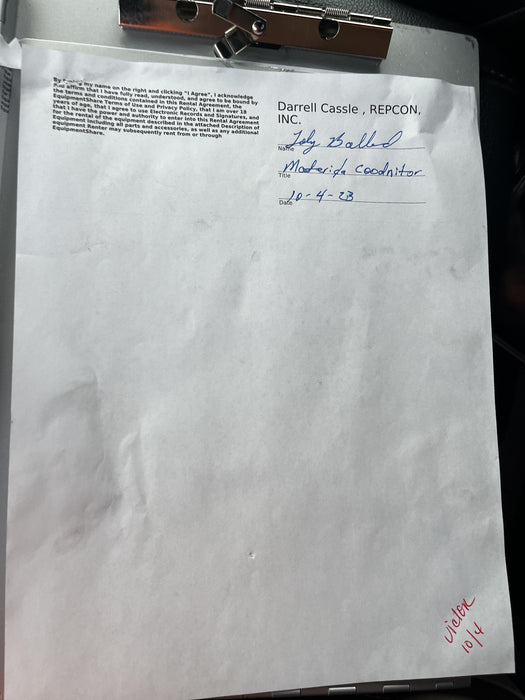 By my name on the right and clicking "I Agree", I acknowledge
and affirm that I have fully read, understood, and agree to be bound by
the terms and conditions contained in this Rental Agreement, the
EquipmentShare Terms of Use and Privacy Policy, that I am over 18
years of age, that I agree to use Electronic Records and Signatures, and
that I have the power and authority to enter into this Rental Agreement
for the rental of the equipment described in the attached Description of
Equipment including all parts and accessories, as well as any additional
equipment Renter may subsequently rent from or through
EquipmentShare.
Darrell Cassle , REPCON,
INC.
Name
Title Coodnitor
Date 10-4-23
Victor
10/4